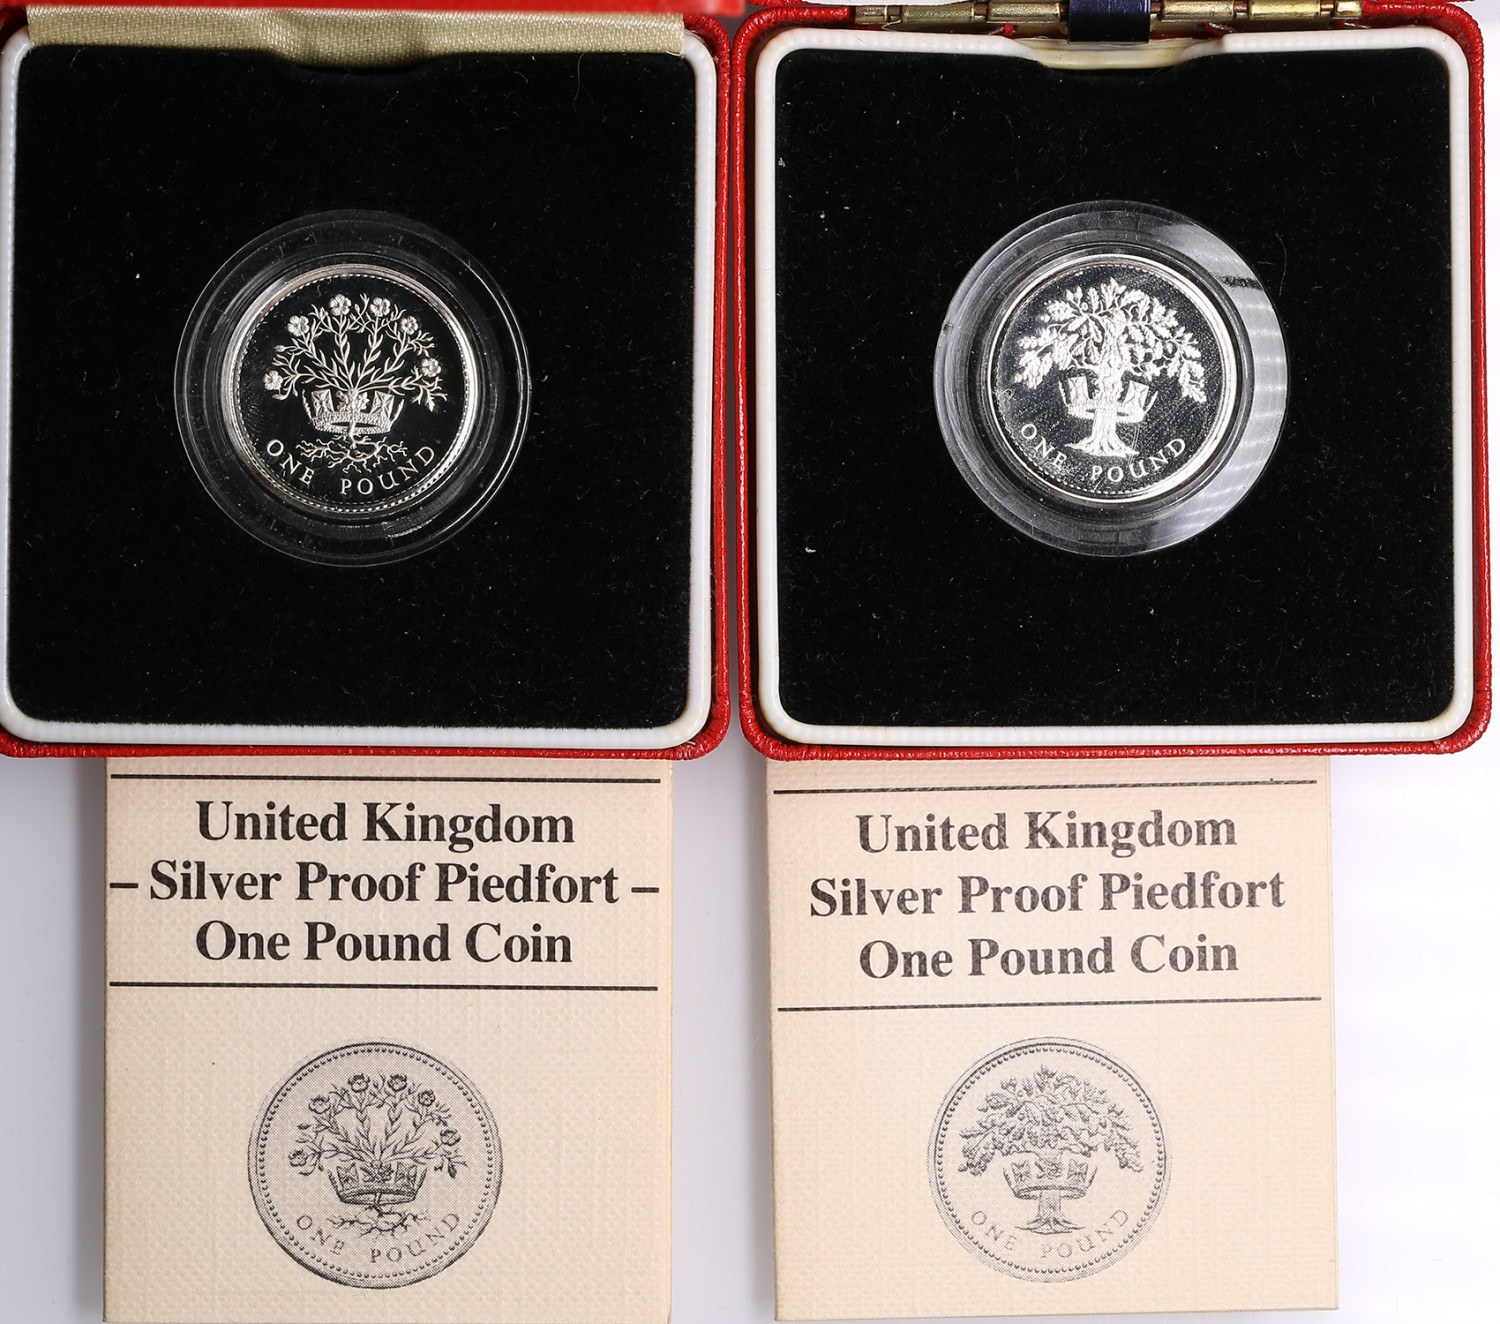 ONE POUND
ONE POUND
United Kingdom
– Silver Proof Piedfort –
One Pound Coin
ONE POUND
United Kingdom
Silver Proof Piedfort
One Pound Coin
ONE POUND